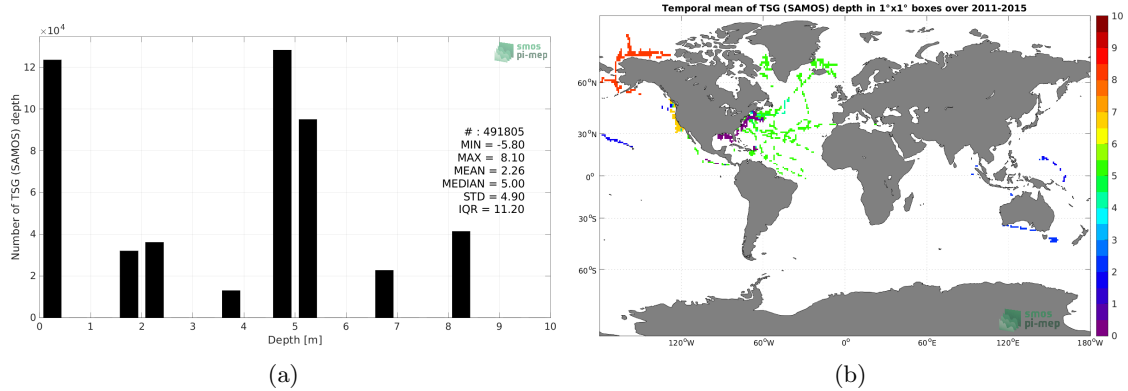 ×10⁴
12
10
8
6
4
2
0
Number of TSG (SAMOS) depth
smos
pi-mep
# : 491805
MIN = -5.80
MAX = 8.10
MEAN = 2.26
MEDIAN = 5.00
STD = 4.90
IQR = 11.20
0 1 2 3 4 5 6 7 8 9 10
Depth [m]
(a)
Temporal mean of TSG (SAMOS) depth in 1°x1° boxes over 2011-2015
60°N
30°N
0°
30°S
60°S
120°W 60°W 0° 60°E 120°E 180°W
smos
pi-mep
10
9
8
7
6
5
4
3
2
1
0
(b)